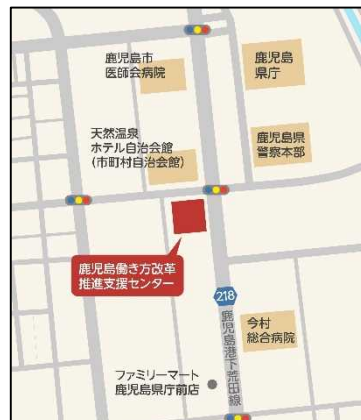 鹿児島市
医師会病院
鹿児島
県庁
天然温泉
ホテル自治会館
(市町村自治会館)
鹿児島県
警察本部
鹿児島働き方改革
推進支援センター
218
鹿児島港下荒田線
今村
総合病院
ファミリーマート
鹿児島県庁前店